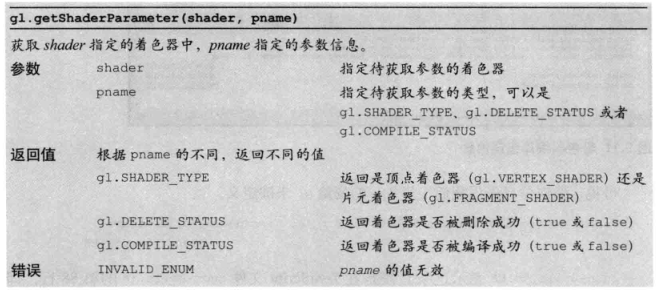 gl.getShaderParameter(shader, pname)
获取 shader 指定的着色器中，pname 指定的参数信息。
参数 shader 指定待获取参数的着色器
pname 指定待获取参数的类型，可以是
gl.SHADER_TYPE、gl.DELETE_STATUS 或者
gl.COMPILE_STATUS
返回值 根据 pname 的不同，返回不同的值
gl.SHADER_TYPE 返回是顶点着色器（gl.VERTEX_SHADER）还是
片元着色器（gl.FRAGMENT_SHADER）
gl.DELETE_STATUS 返回着色器是否被删除成功（true 或 false）
gl.COMPILE_STATUS 返回着色器是否被编译成功（true 或 false）
错误 INVALID_ENUM pname 的值无效